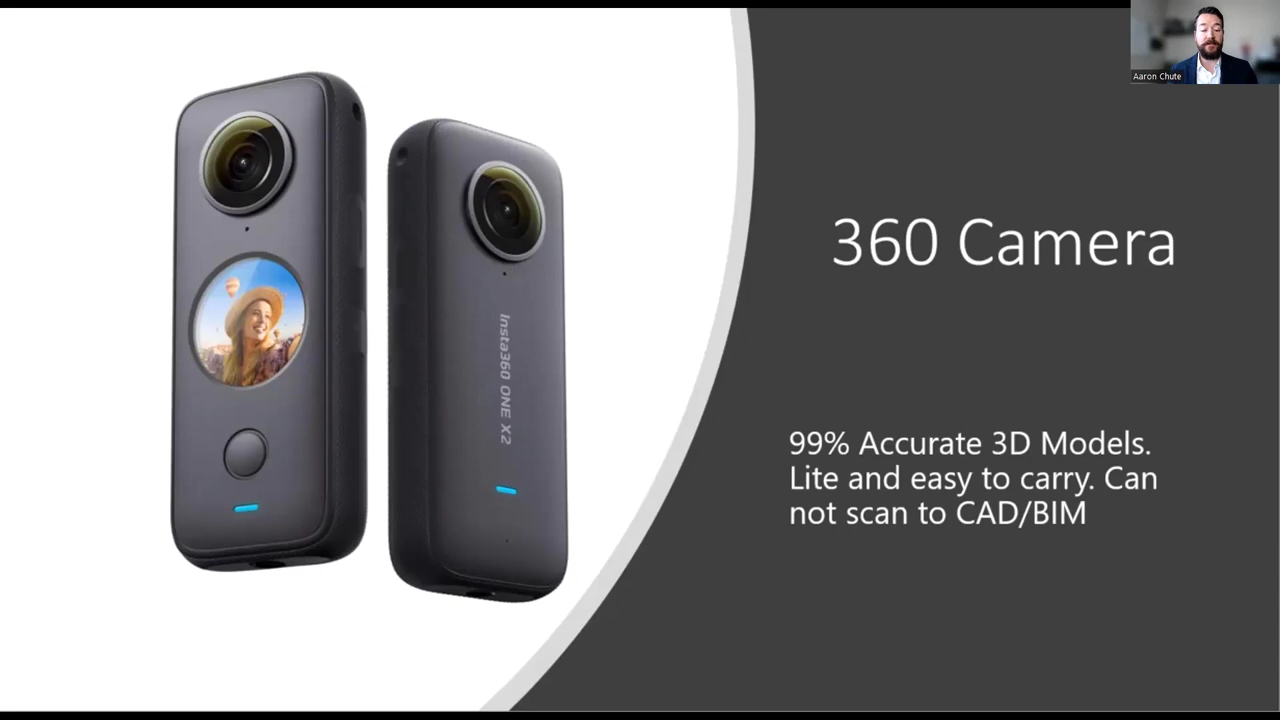 Aaron Chute
360 Camera
Insta360 ONE X2
99% Accurate 3D Models.
Lite and easy to carry. Can
not scan to CAD/BIM